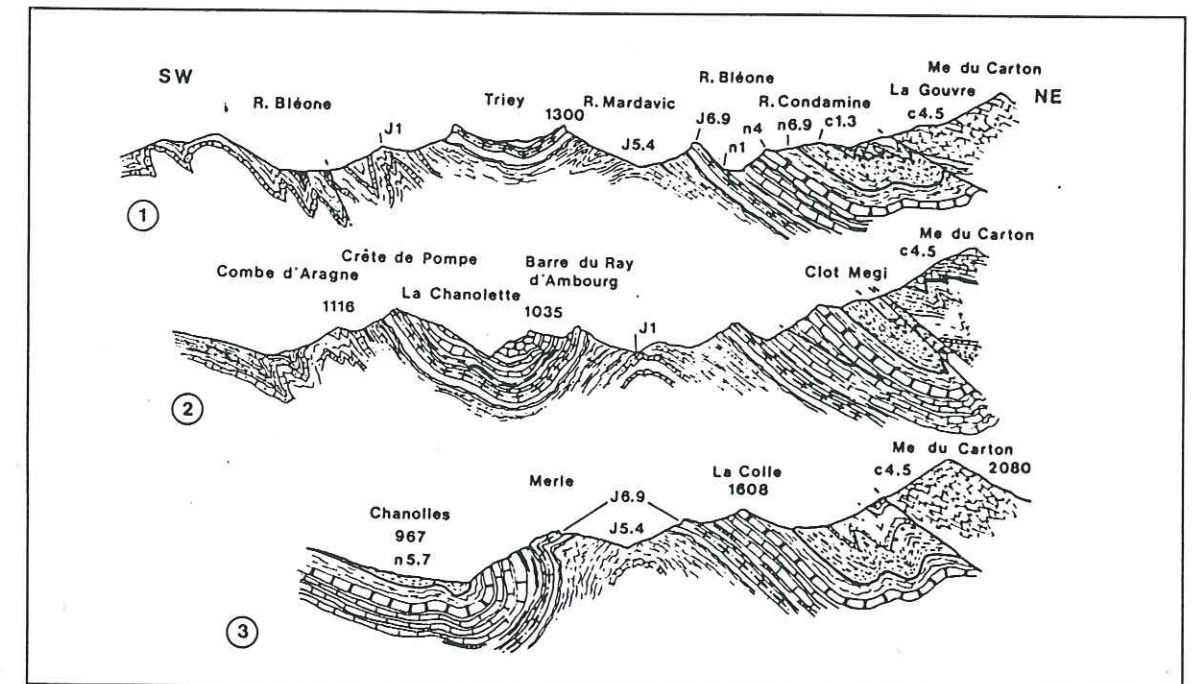 SW
R. Bléone
J1
Triey
1300
R. Mardavic
J5.4
R. Bléone
J6.9
n1
n4
R. Condamine
n6.9
c1.3
Me du Carton
La Gouvre
c4.5
NE
1
Combe d'Aragne
1116
Crête de Pompe
La Chanolette
Barre du Ray
d'Ambourg
1035
J1
Clot Megi
Me du Carton
c4.5
2
Chanolles
967
n5.7
Merle
J6.9
J5.4
La Colle
1608
Me du Carton
c4.5
2080
3